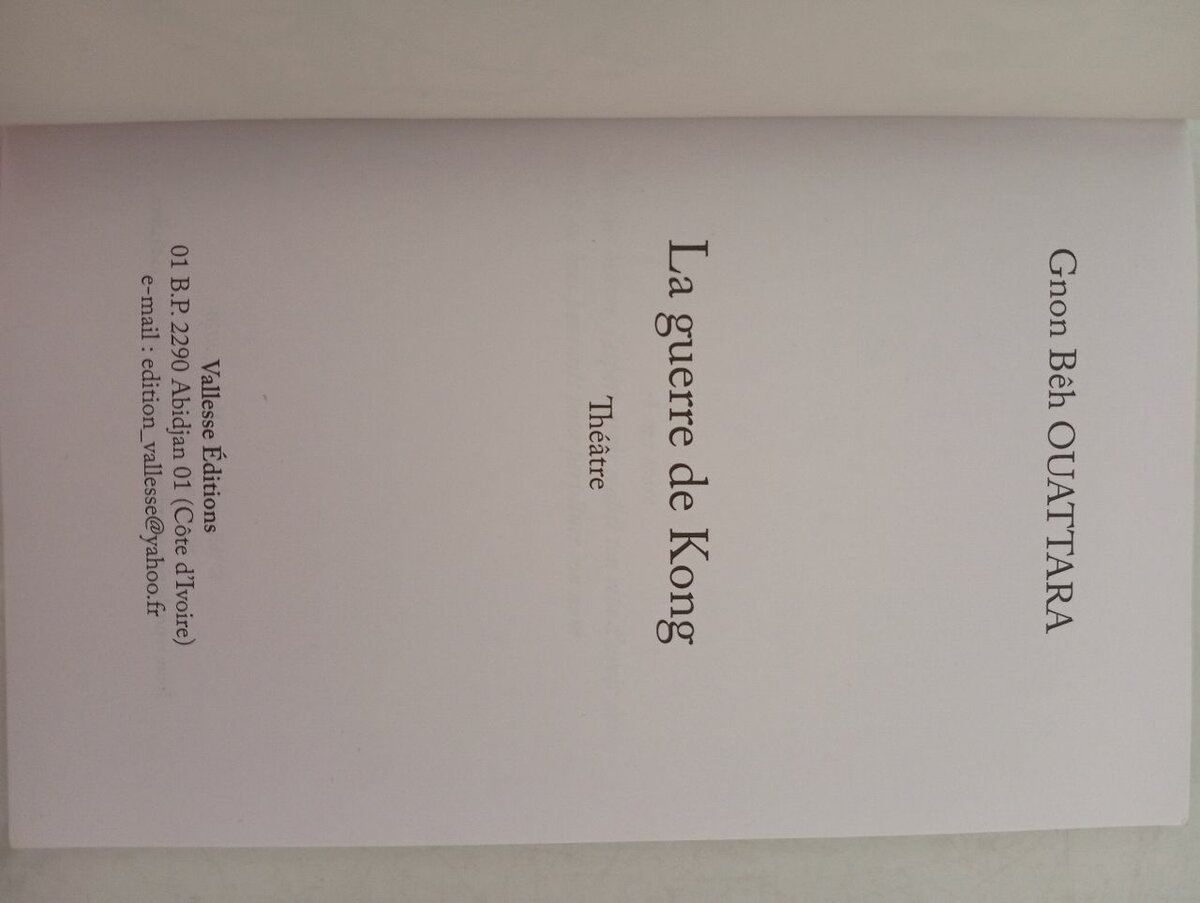 Gnon Bêh OUATTARA
La guerre de Kong
Théâtre
Vallesse Éditions
01 B.P. 2290 Abidjan 01 (Côte d'Ivoire)
e-mail : edition_vallesse@yahoo.fr